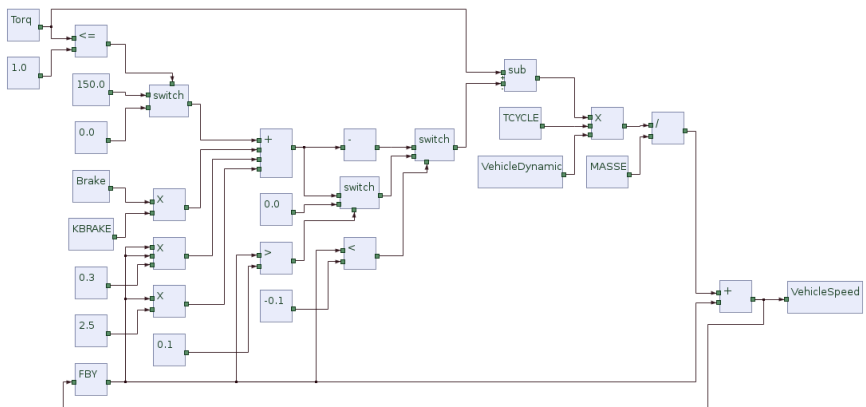 Torq
<=
1.0
150.0
switch
0.0
sub
TCYCLE
X
/
VehicleDynamic
MASSE
+
-
switch
Brake
X
KBRAKE
switch
0.0
X
0.3
>
<
X
2.5
-0.1
0.1
+
VehicleSpeed
FBY